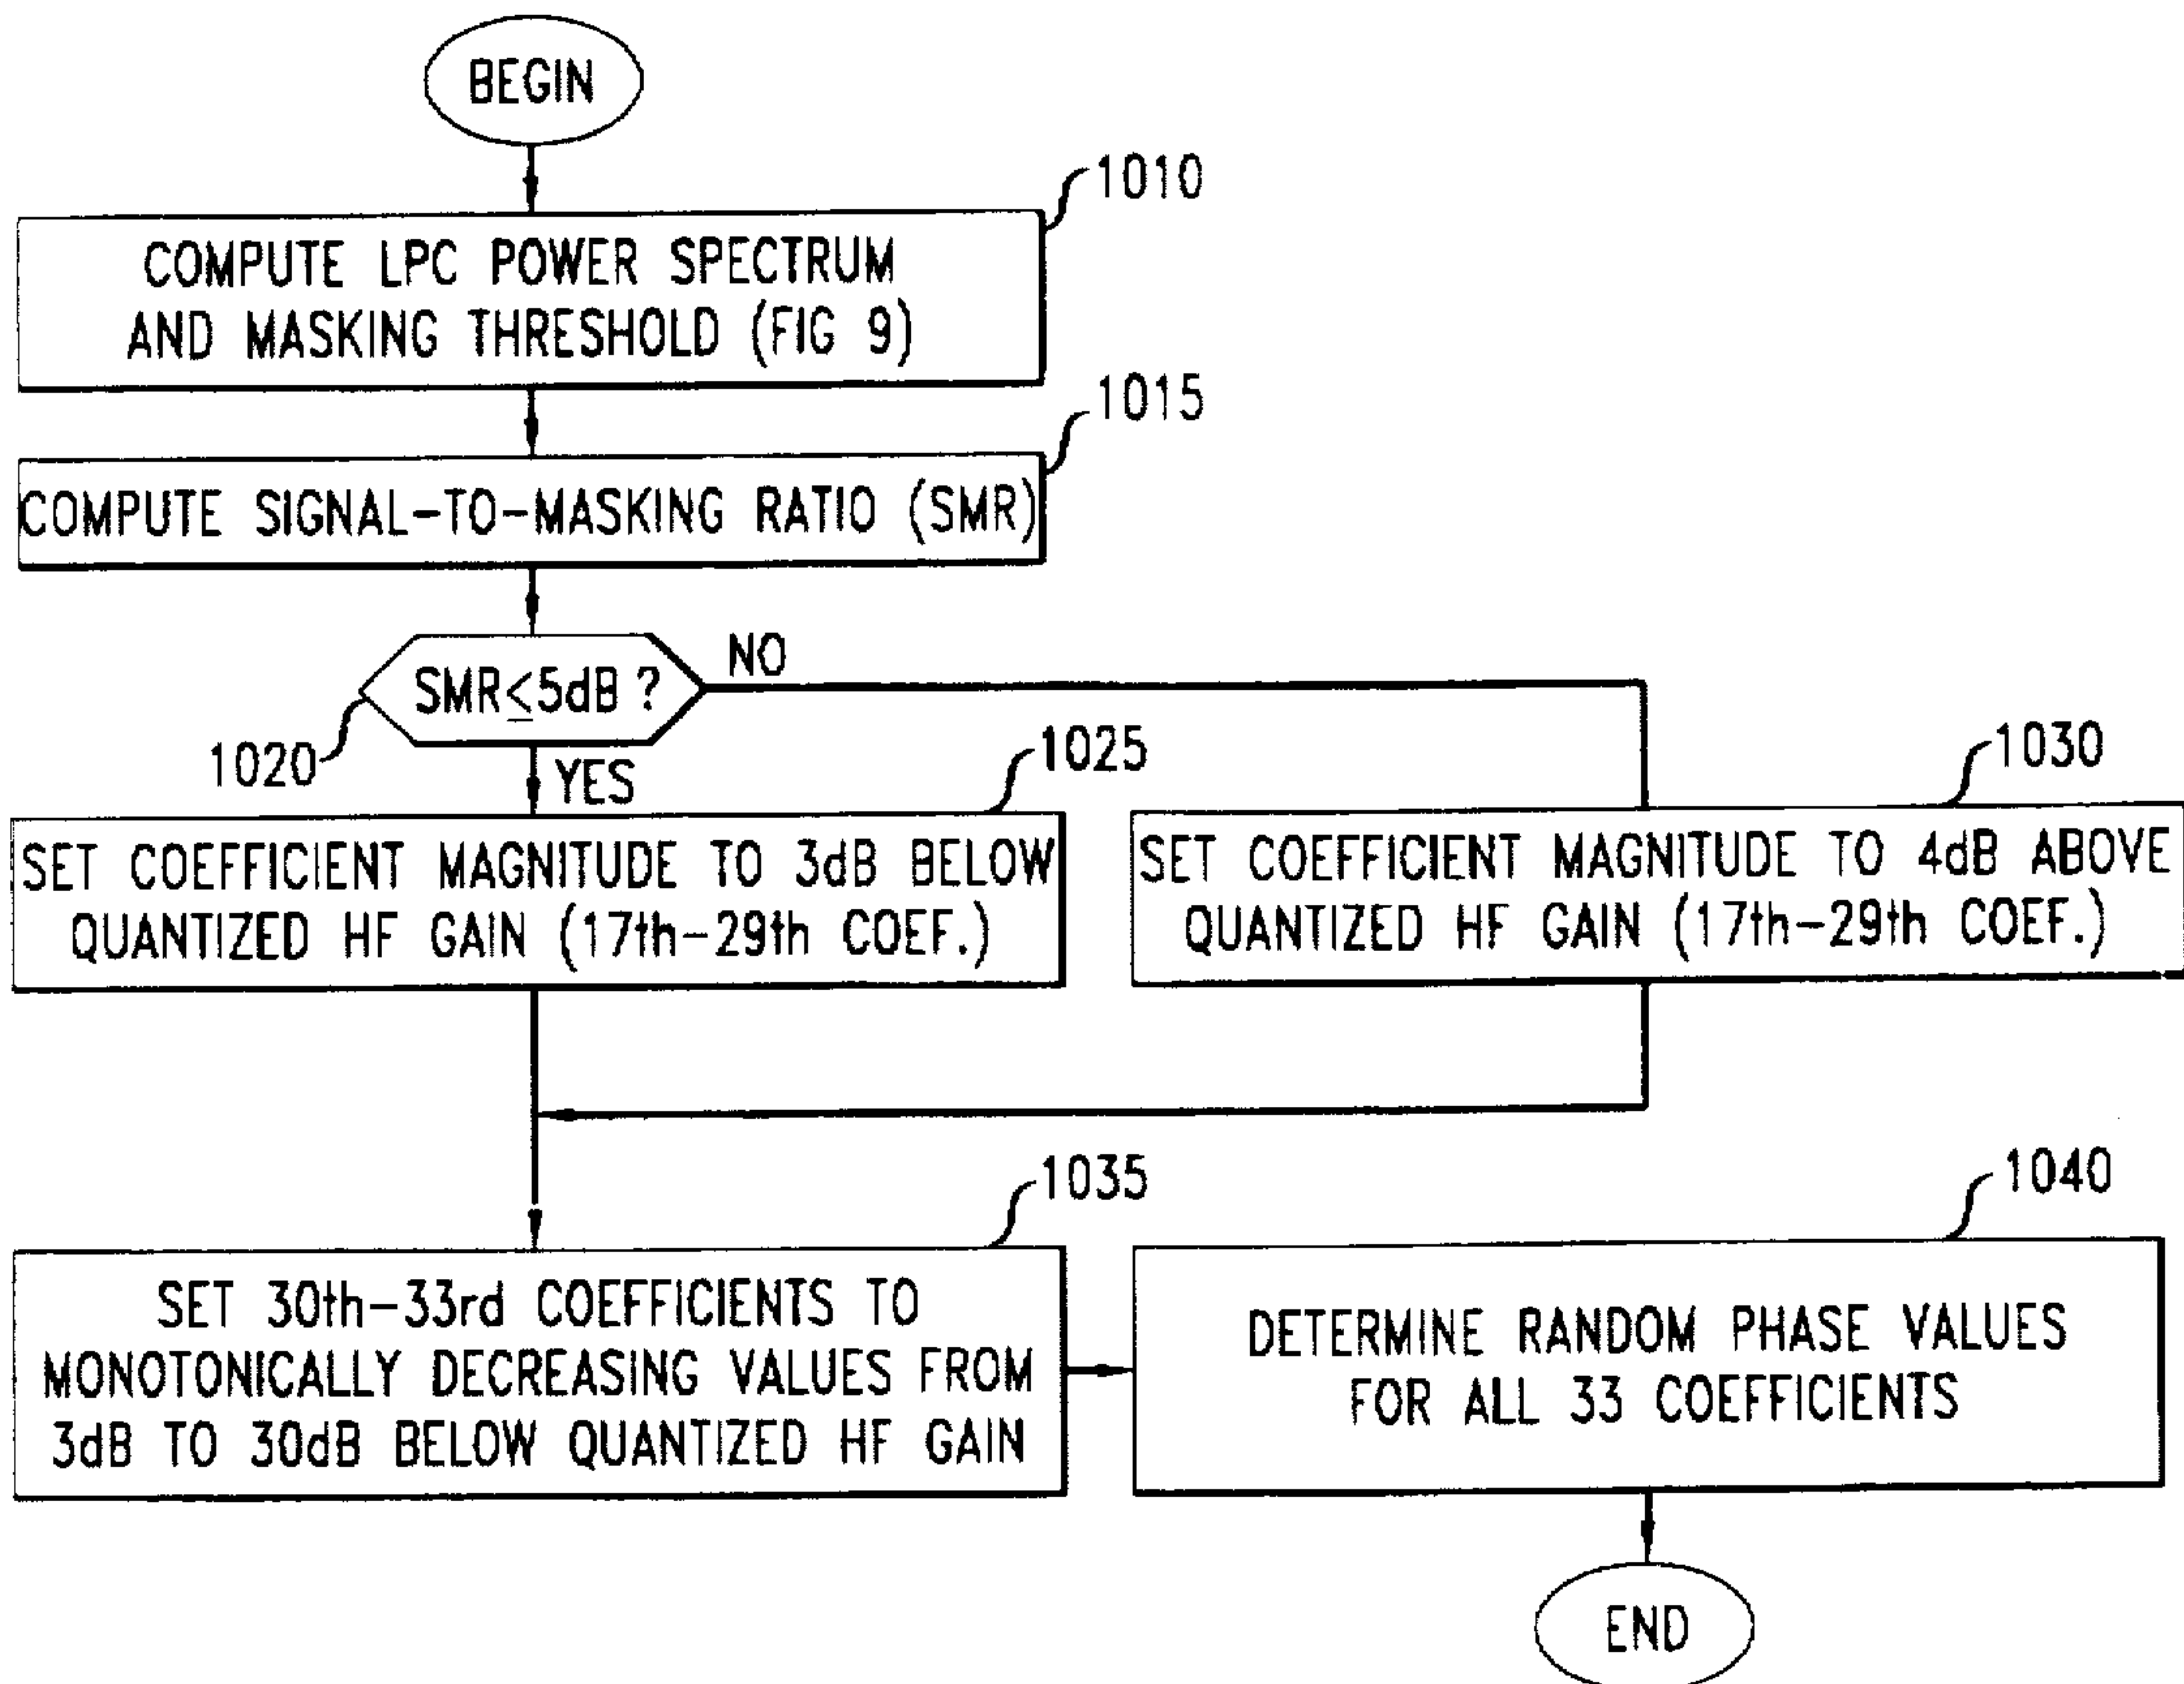 BEGIN
1010
COMPUTE LPC POWER SPECTRUM
AND MASKING THRESHOLD (FIG 9)
1015
COMPUTE SIGNAL-TO-MASKING RATIO (SMR)
SMR≤5dB ?
NO
1020
YES
1025
SET COEFFICIENT MAGNITUDE TO 3dB BELOW
QUANTIZED HF GAIN (17th-29th COEF.)
1030
SET COEFFICIENT MAGNITUDE TO 4dB ABOVE
QUANTIZED HF GAIN (17th-29th COEF.)
1035
SET 30th-33rd COEFFICIENTS TO
MONOTONICALLY DECREASING VALUES FROM
3dB TO 30dB BELOW QUANTIZED HF GAIN
1040
DETERMINE RANDOM PHASE VALUES
FOR ALL 33 COEFFICIENTS
END